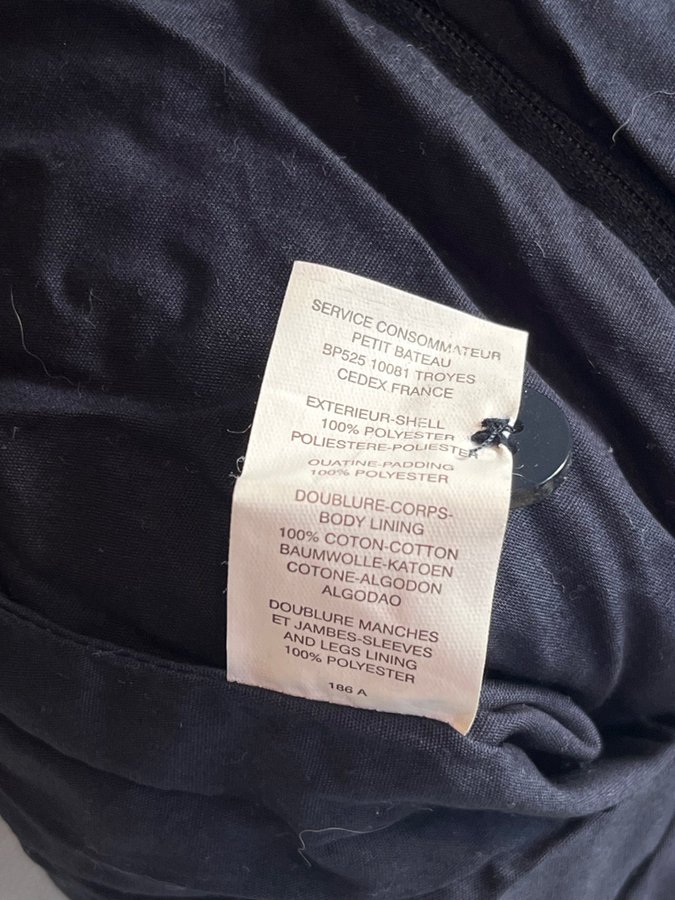 SERVICE CONSOMMATEUR
PETIT BATEAU
BP525 10081 TROYES
CEDEX FRANCE
EXTERIEUR-SHELL
100% POLYESTER
POLIESTERE-POLIESTER
OUATINE-PADDING
100% POLYESTER
DOUBLURE-CORPS-
BODY LINING
100% COTON-COTTON
BAUMWOLLE-KATOEN
COTONE-ALGODON
ALGODAO
DOUBLURE MANCHES
ET JAMBES-SLEEVES
AND LEGS LINING
100% POLYESTER
186 A